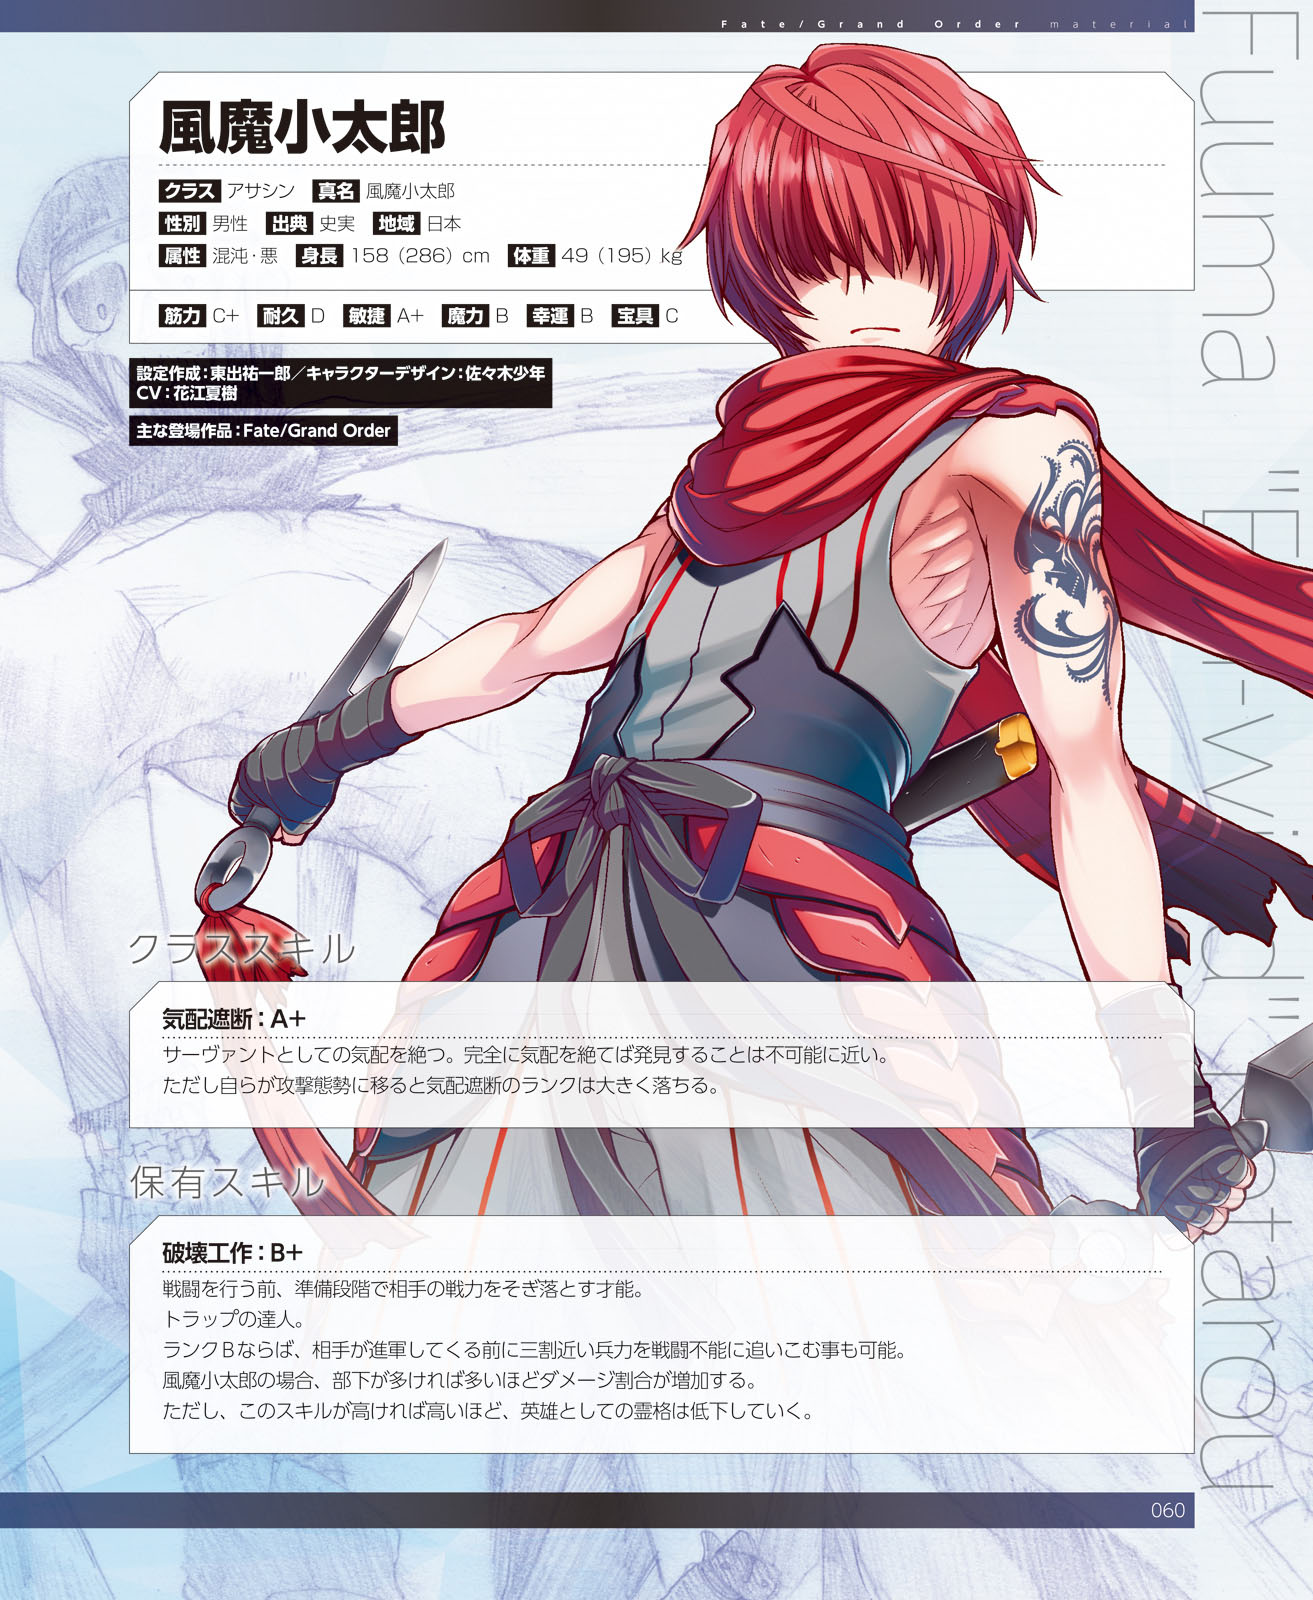 Fate/Grand Order material
風魔小太郎
クラス アサシン 真名 風魔小太郎
性別 男性 出典 史実 地域 日本
属性 混沌・悪 身長 158（286）cm 体重 49（195）kg
筋力 C+ 耐久 D 敏捷 A+ 魔力 B 幸運 B 宝具 C
設定作成：東出祐一郎／キャラクターデザイン：佐々木少年
CV：花江夏樹
主な登場作品：Fate/Grand Order
クラススキル
気配遮断：A+
サーヴァントとしての気配を絶つ。完全に気配を絶てば発見することは不可能に近い。
ただし自らが攻撃態勢に移ると気配遮断のランクは大きく落ちる。
保有スキル
破壊工作：B+
戦闘を行う前、準備段階で相手の戦力をそぎ落とす才能。
トラップの達人。
ランクBならば、相手が進軍してくる前に三割近い兵力を戦闘不能に追いこむ事も可能。
風魔小太郎の場合、部下が多ければ多いほどダメージ割合が増加する。
ただし、このスキルが高ければ高いほど、英雄としての霊格は低下していく。
060
Fuuma Kotarou